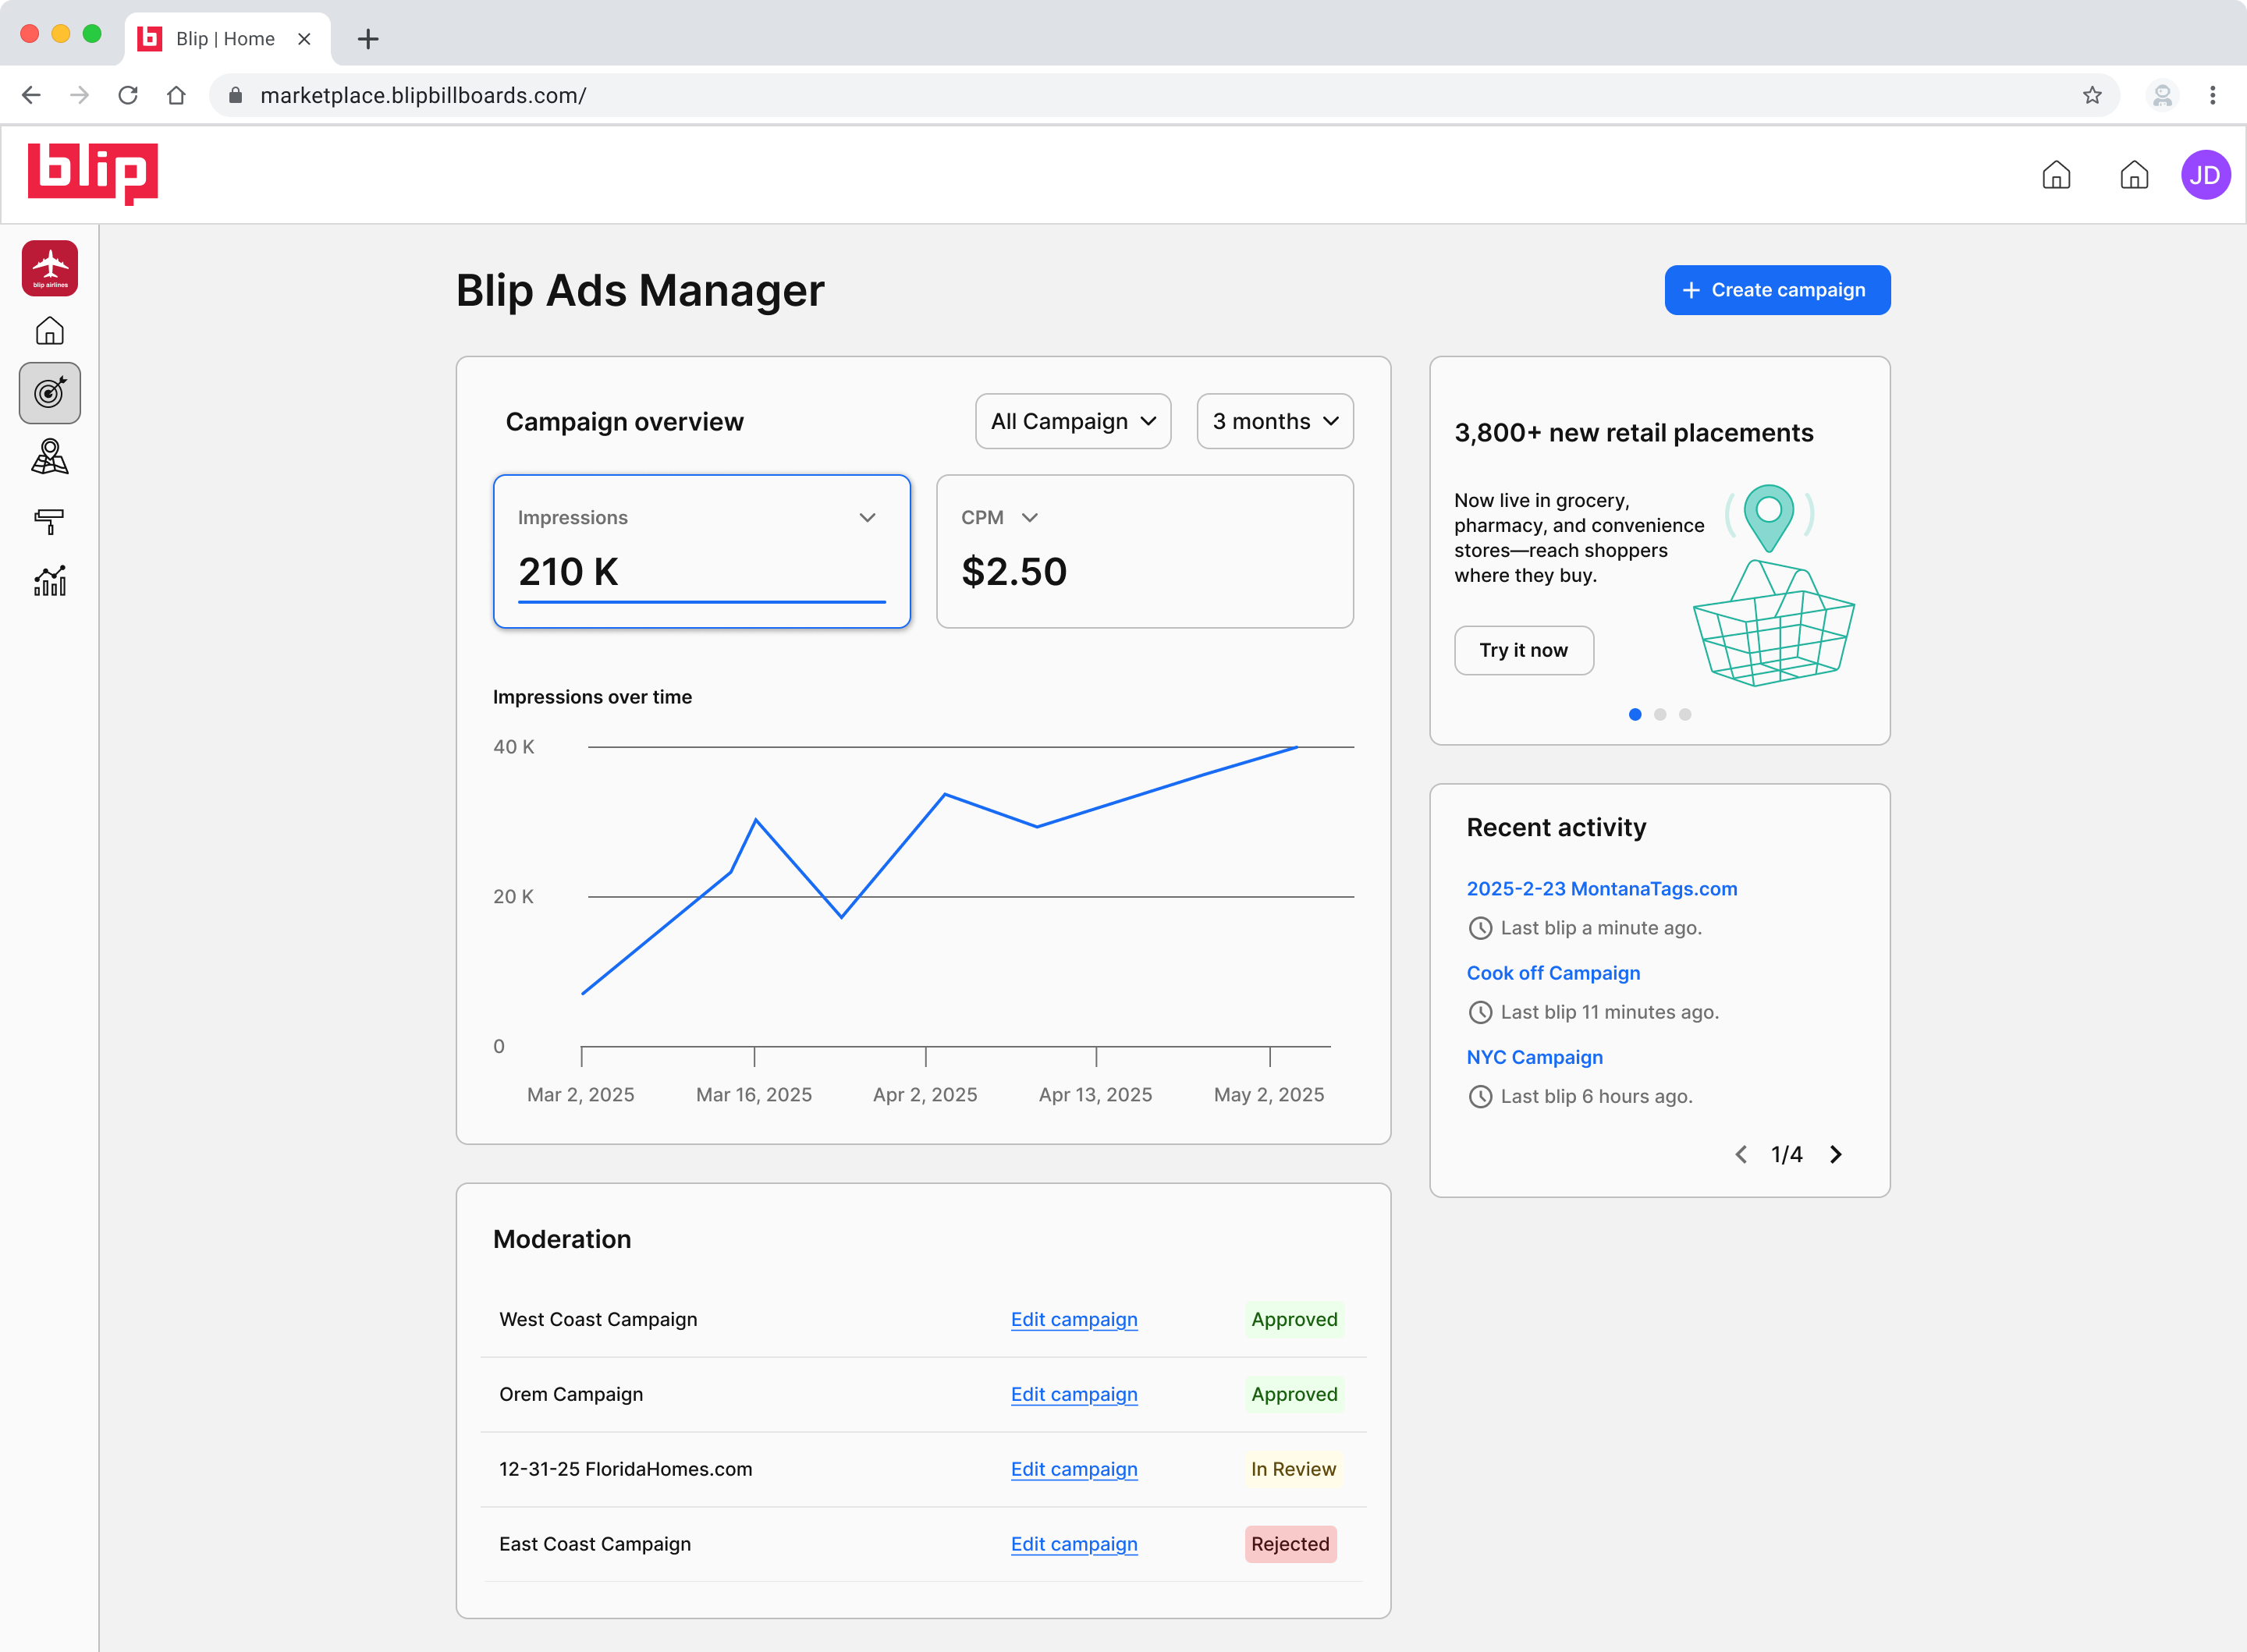 Blip | Home
marketplace.blipbillboards.com/
blip
JD
blip airlines
Blip Ads Manager
Create campaign
Campaign overview
All Campaign
3 months
Impressions
210 K
CPM
$2.50
Impressions over time
40 K
20 K
0
Mar 2, 2025
Mar 16, 2025
Apr 2, 2025
Apr 13, 2025
May 2, 2025
3,800+ new retail placements
Now live in grocery,
pharmacy, and convenience
stores—reach shoppers
where they buy.
Try it now
Recent activity
2025-2-23 MontanaTags.com
Last blip a minute ago.
Cook off Campaign
Last blip 11 minutes ago.
NYC Campaign
Last blip 6 hours ago.
1/4
Moderation
West Coast Campaign Edit campaign Approved
Orem Campaign Edit campaign Approved
12-31-25 FloridaHomes.com Edit campaign In Review
East Coast Campaign Edit campaign Rejected